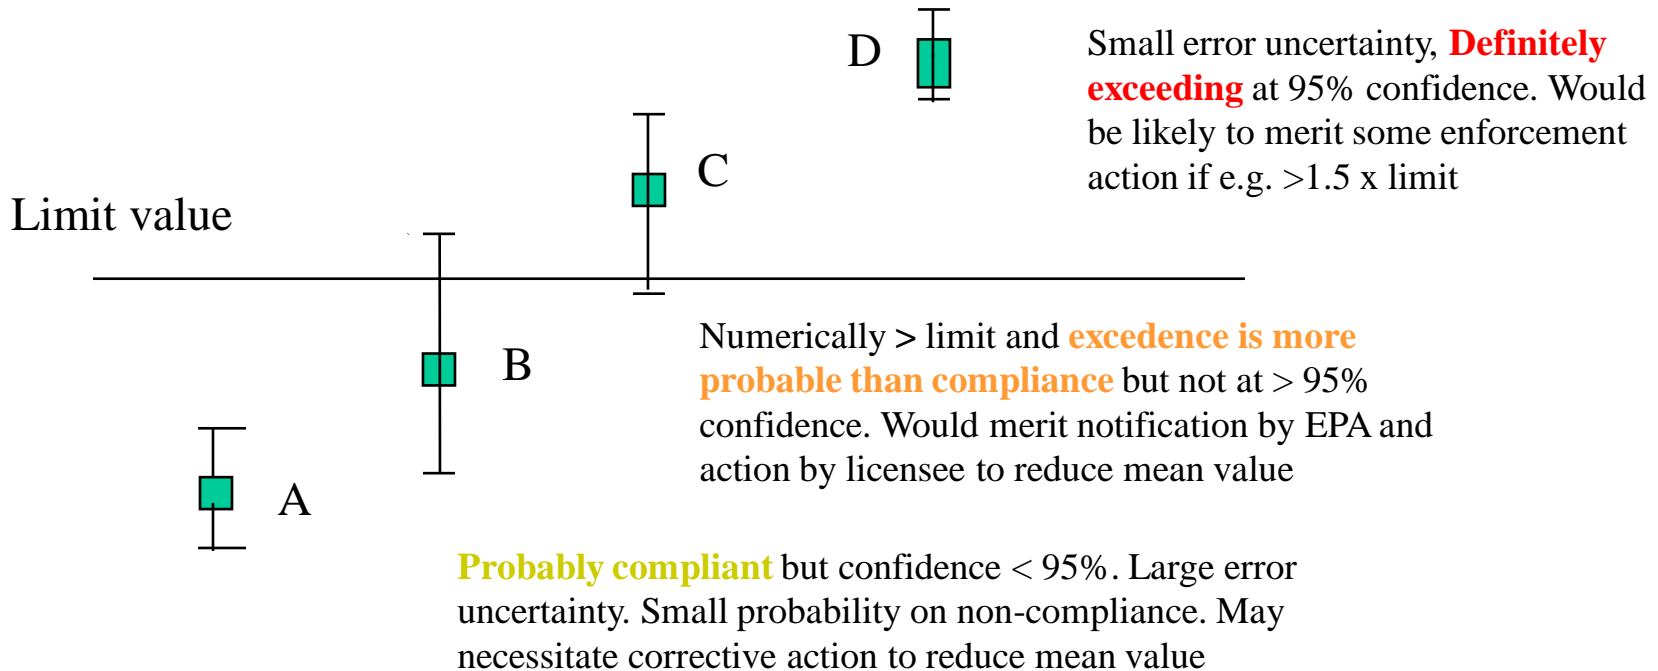 D
Small error uncertainty, Definitely
exceeding at 95% confidence. Would
be likely to merit some enforcement
action if e.g. >1.5 x limit
C
Limit value
B
Numerically > limit and excedence is more
probable than compliance but not at > 95%
confidence. Would merit notification by EPA and
action by licensee to reduce mean value
A
Probably compliant but confidence < 95%. Large error
uncertainty. Small probability on non-compliance. May
necessitate corrective action to reduce mean value